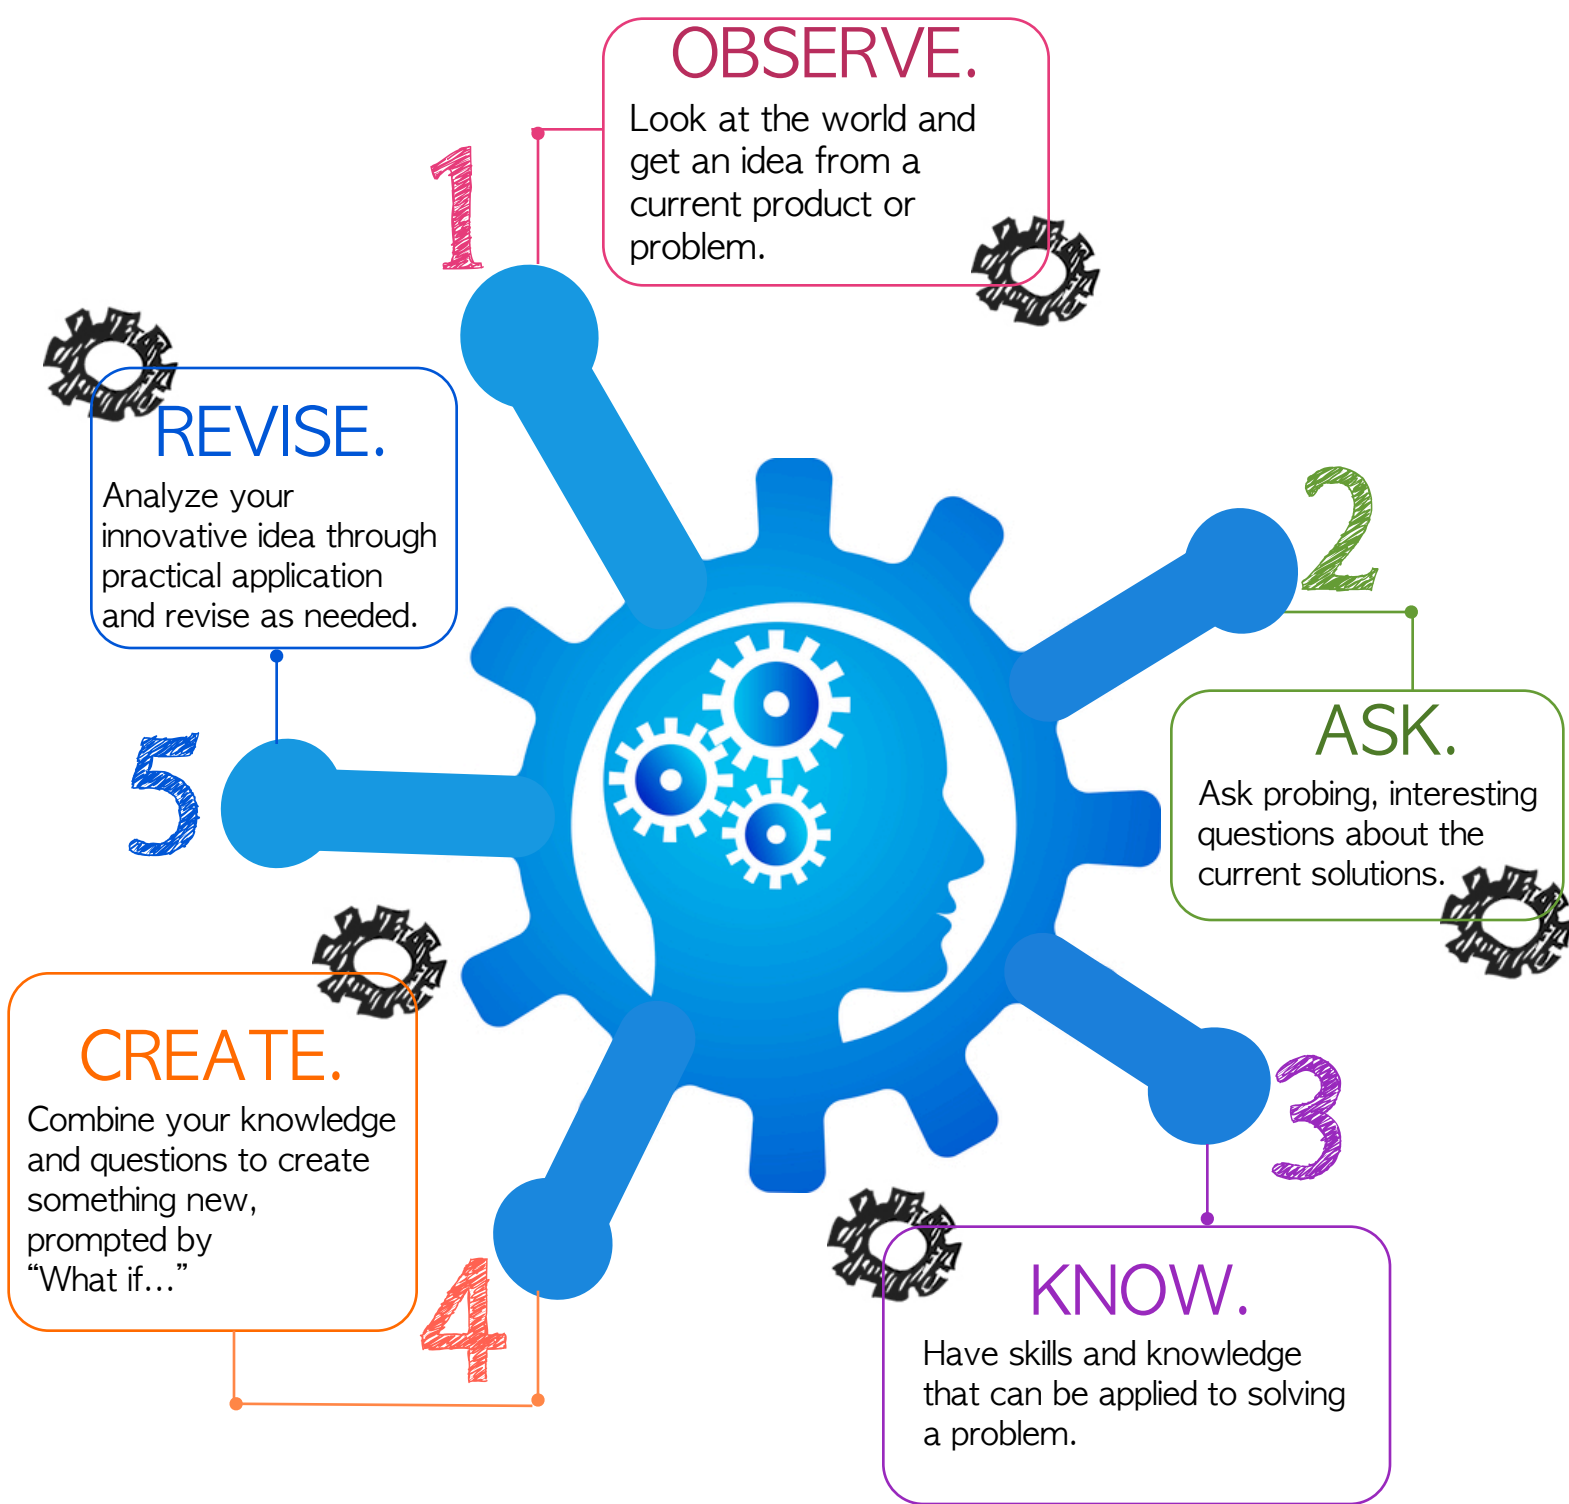 1
OBSERVE.
Look at the world and
get an idea from a
current product or
problem.
2
ASK.
Ask probing, interesting
questions about the
current solutions.
3
KNOW.
Have skills and knowledge
that can be applied to solving
a problem.
4
CREATE.
Combine your knowledge
and questions to create
something new,
prompted by
“What if...”
5
REVISE.
Analyze your
innovative idea through
practical application
and revise as needed.